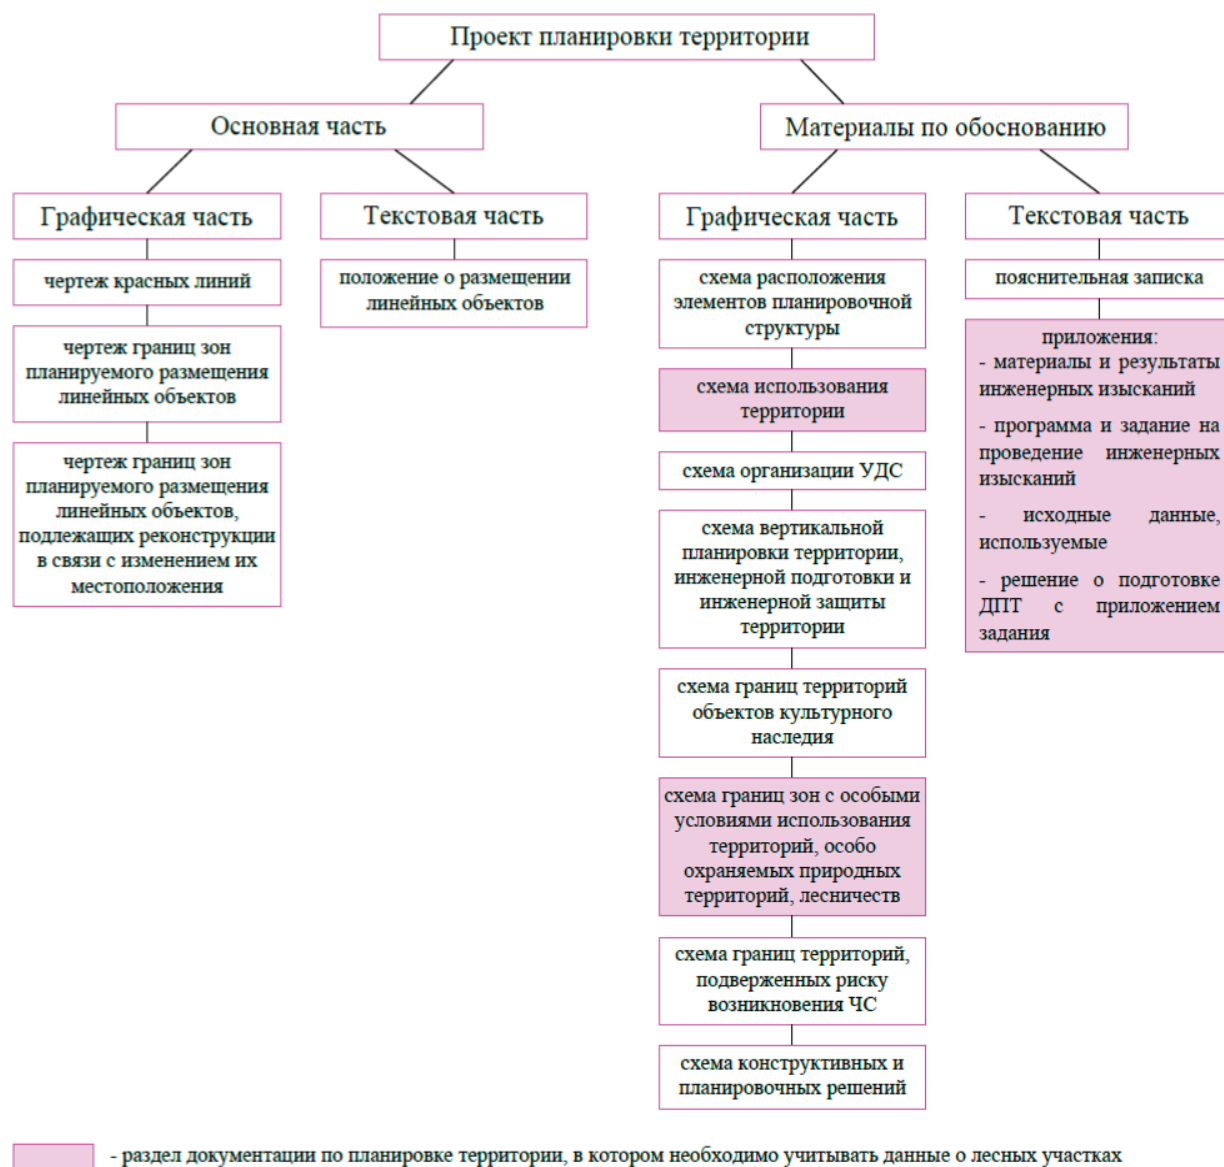 Проект планировки территории
Основная часть
Материалы по обоснованию
Графическая часть
Текстовая часть
Графическая часть
Текстовая часть
чертеж красных линий
чертеж границ зон
планируемого размещения
линейных объектов
чертеж границ зон
планируемого размещения
линейных объектов,
подлежащих реконструкции
в связи с изменением их
местоположения
положение о размещении
линейных объектов
схема расположения
элементов планировочной
структуры
схема использования
территории
схема организации УДС
схема вертикальной
планировки территории,
инженерной подготовки и
инженерной защиты
территории
схема границ территорий
объектов культурного
наследия
схема границ зон с особыми
условиями использования
территорий, особо
охраняемых природных
территорий, лесничеств
схема границ территорий,
подверженных риску
возникновения ЧС
схема конструктивных и
планировочных решений
пояснительная записка
приложения:
- материалы и результаты
инженерных изысканий
- программа и задание на
проведение инженерных
изысканий
- исходные данные,
используемые
- решение о подготовке
ДПТ с приложением
задания
- раздел документации по планировке территории, в котором необходимо учитывать данные о лесных участках